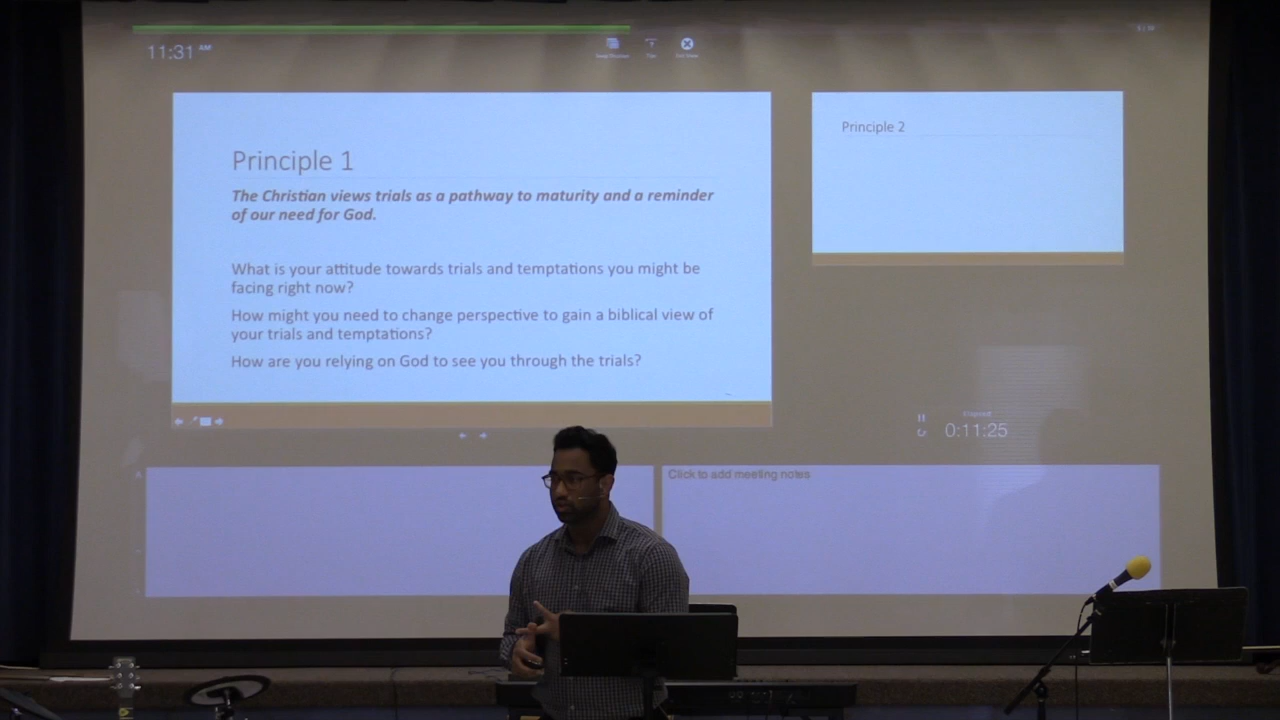 11:31 AM
Principle 1
The Christian views trials as a pathway to maturity and a reminder
of our need for God.
What is your attitude towards trials and temptations you might be
facing right now?
How might you need to change perspective to gain a biblical view of
your trials and temptations?
How are you relying on God to see you through the trials?
Principle 2
Elapsed
0:11:25
Click to add meeting notes